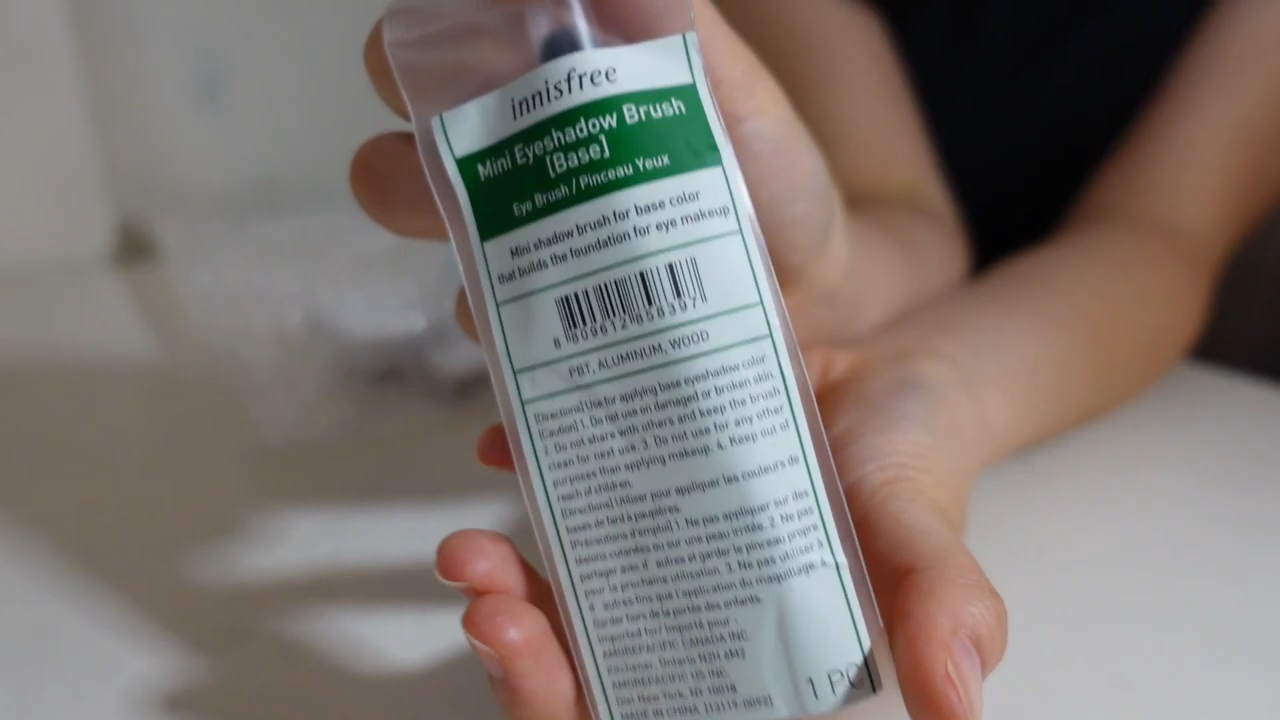 innisfree
Mini Eyeshadow Brush
[Base]
Eye Brush / Pinceau Yeux
Mini shadow brush for base color
that builds the foundation for eye makeup
8 809612 858397
PBT, ALUMINUM, WOOD
[Directions] Use for applying base eyeshadow color
[Caution] 1. Do not use on damaged or broken skin.
2. Do not share with others and keep the brush
clean for next use. 3. Do not use for any other
purposes than applying makeup. 4. Keep out of
reach of children.
[Directions] Utiliser pour appliquer les couleurs de
bases de fard à paupières.
[Précautions d'emploi] 1. Ne pas appliquer sur des
lésions cutanées ou sur une peau irritée. 2. Ne pas
partager avec d'autres et garder le pinceau propre
pour la prochaine utilisation. 3. Ne pas utiliser à
d'autres fins que l'application du maquillage. 4.
Garder hors de la portée des enfants.
Imported by/ Importé pour :
AMOREPACIFIC CANADA INC.
Kitchener, Ontario N2H 6M2
AMOREPACIFIC US INC.
New York, NY 10018
MADE IN CHINA
1 PC